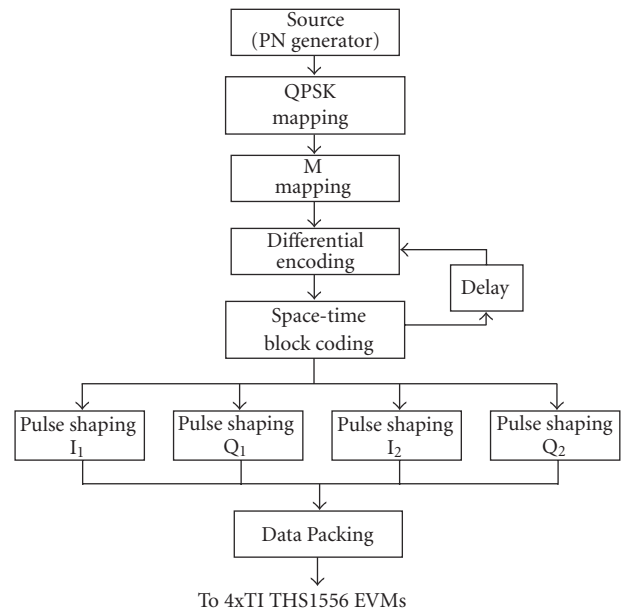 Source
(PN generator)
QPSK
mapping
M
mapping
Differential
encoding
Delay
Space-time
block coding
Pulse shaping
I₁
Pulse shaping
Q₁
Pulse shaping
I₂
Pulse shaping
Q₂
Data Packing
To 4xTI THS1556 EVMs